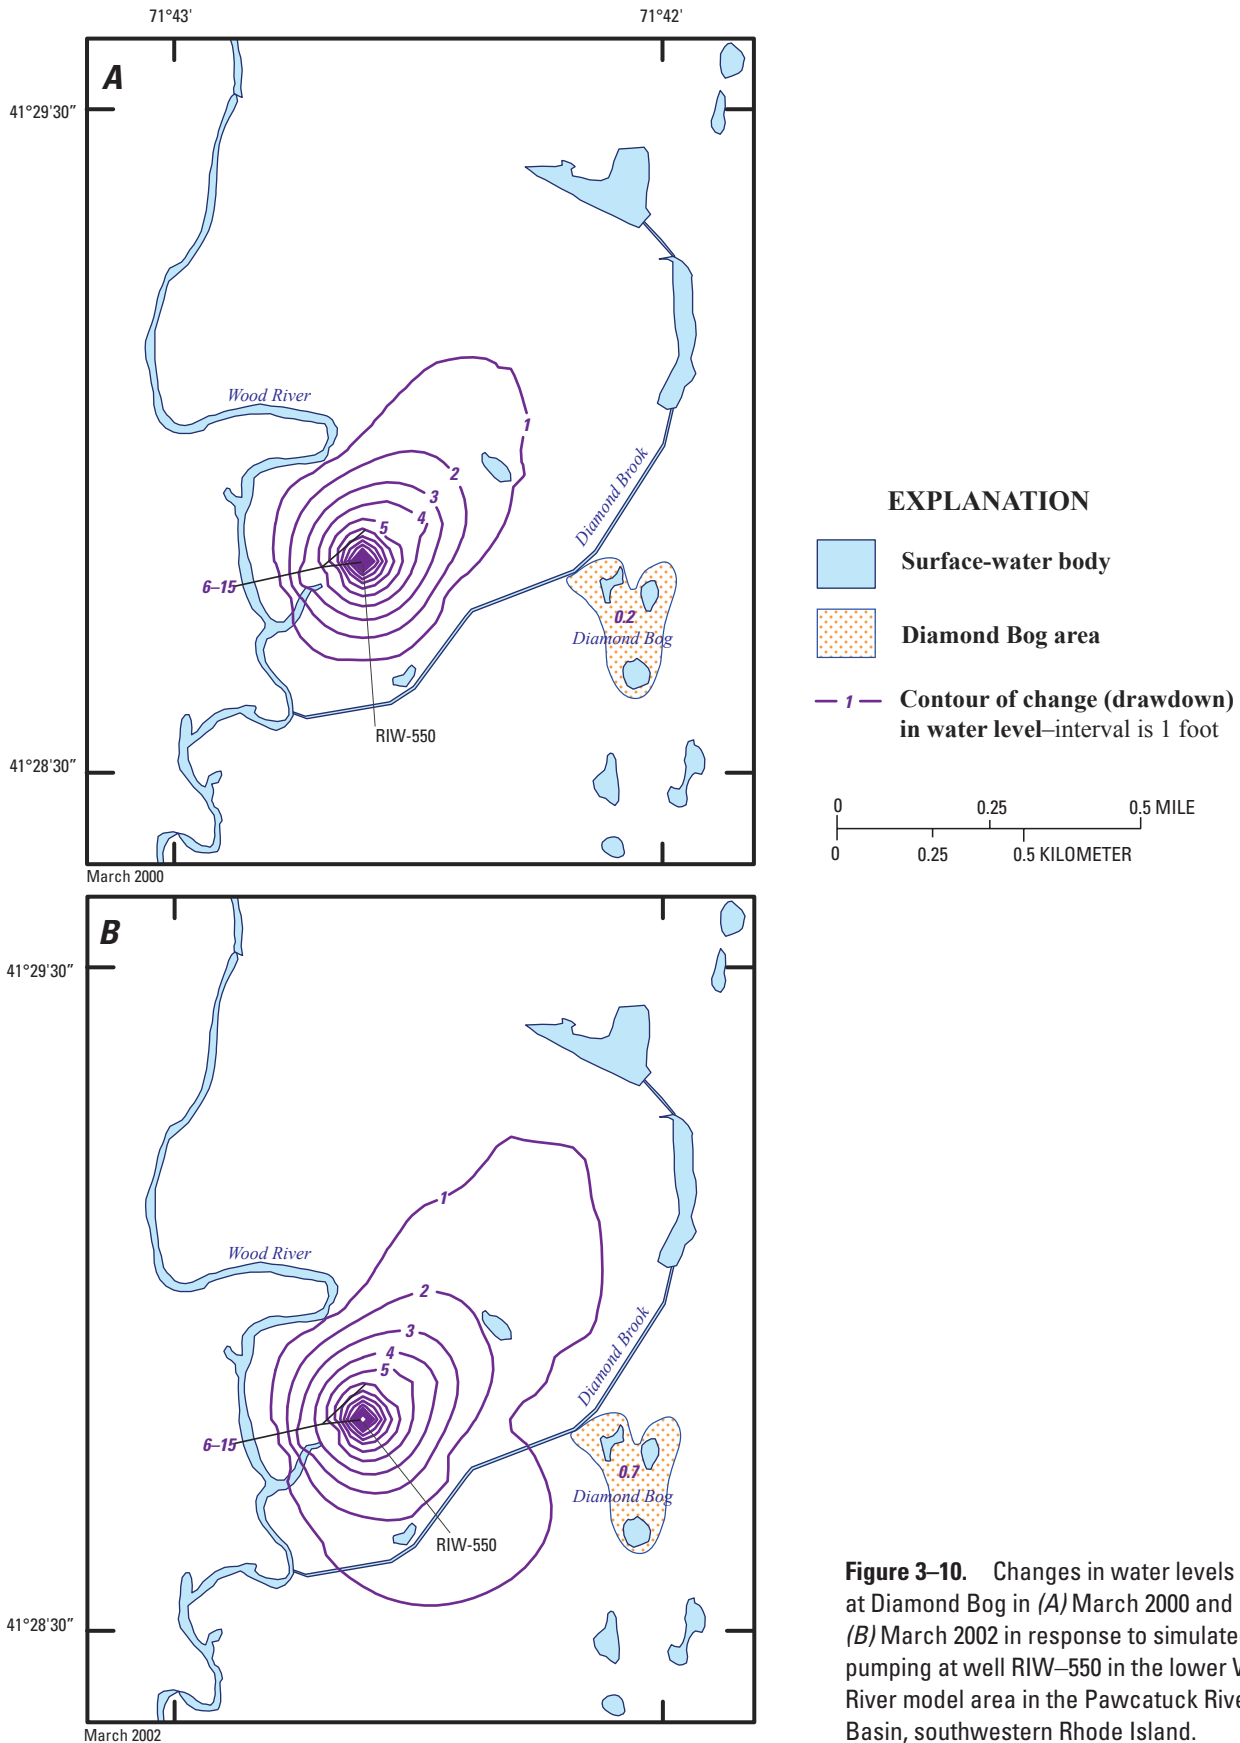 71°43' 71°42'
A
41°29'30"
Wood River
1
2
3
4
5
Diamond Brook
6–15
0.2
Diamond Bog
RIW-550
41°28'30"
March 2000
EXPLANATION
Surface-water body
Diamond Bog area
1 Contour of change (drawdown)
in water level–interval is 1 foot
0 0.25 0.5 MILE
0 0.25 0.5 KILOMETER
B
41°29'30"
1
Wood River
2
3
4
5
Diamond Brook
6–15
0.7
Diamond Bog
RIW-550
41°28'30"
March 2002
Figure 3–10. Changes in water levels
at Diamond Bog in (A) March 2000 and
(B) March 2002 in response to simulate
pumping at well RIW–550 in the lower
River model area in the Pawcatuck Rive
Basin, southwestern Rhode Island.